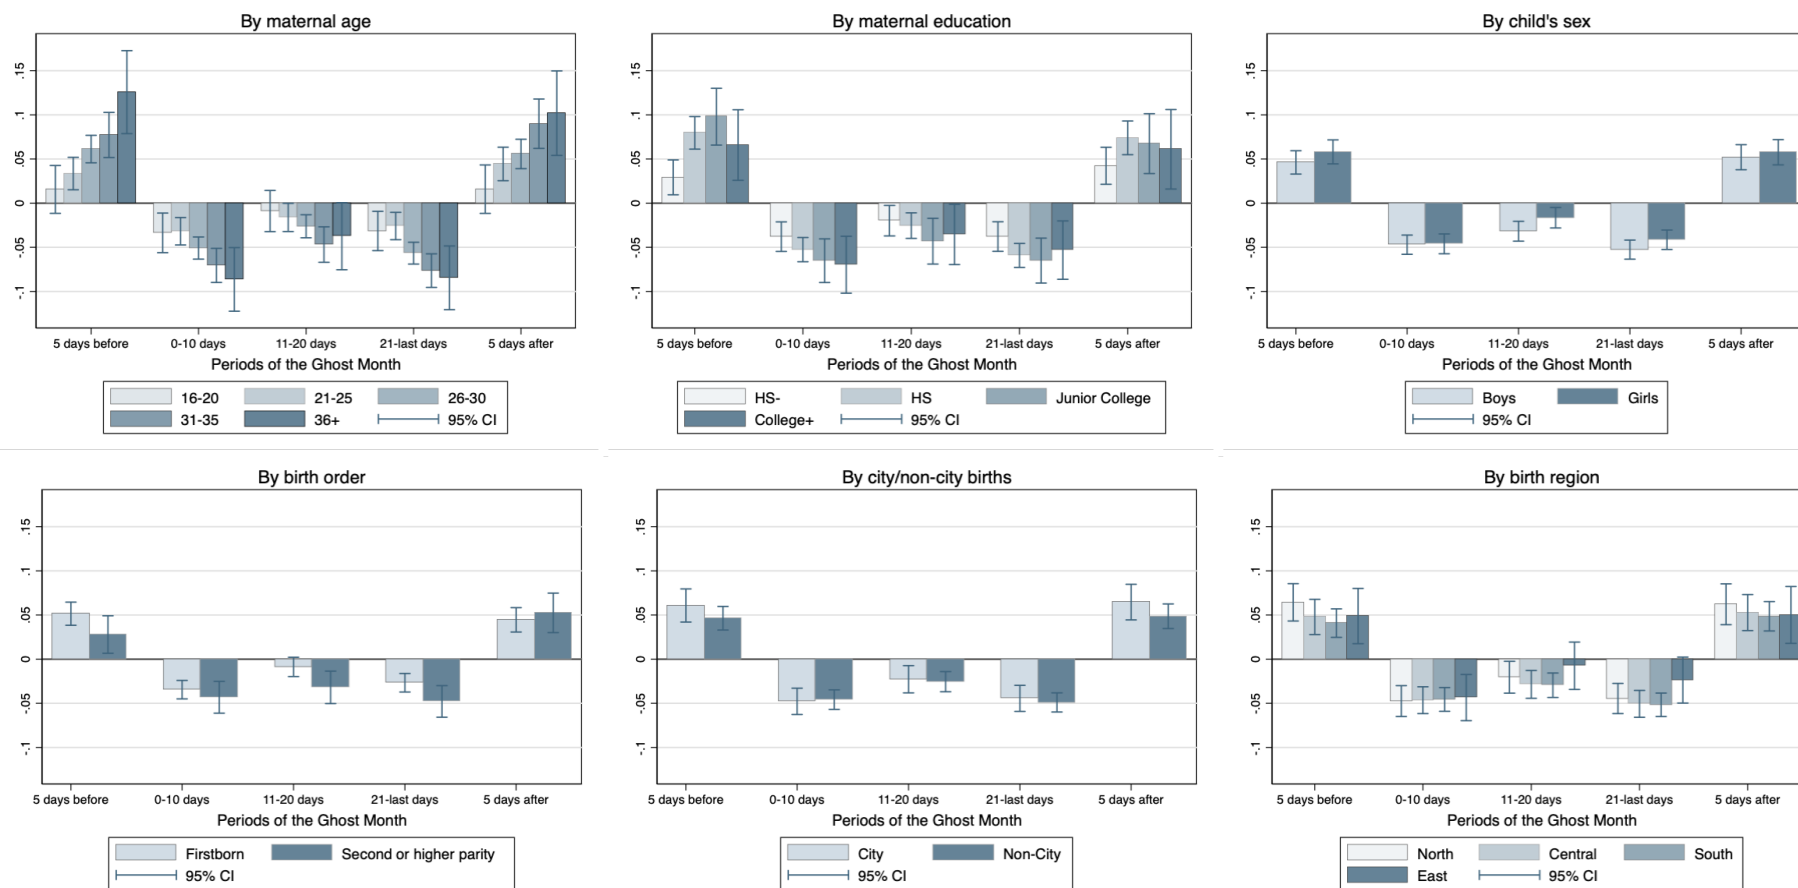 By maternal age
.15
.1
.05
0
-.05
-.1
5 days before 0-10 days 11-20 days 21-last days 5 days after
Periods of the Ghost Month
16-20 21-25 26-30
31-35 36+ 95% CI
By maternal education
.15
.1
.05
0
-.05
-.1
5 days before 0-10 days 11-20 days 21-last days 5 days after
Periods of the Ghost Month
HS- HS Junior College
College+ 95% CI
By child's sex
.15
.1
.05
0
-.05
-.1
5 days before 0-10 days 11-20 days 21-last days 5 days after
Periods of the Ghost Month
Boys Girls
95% CI
By birth order
.15
.1
.05
0
-.05
-.1
5 days before 0-10 days 11-20 days 21-last days 5 days after
Periods of the Ghost Month
Firstborn Second or higher parity
95% CI
By city/non-city births
.15
.1
.05
0
-.05
-.1
5 days before 0-10 days 11-20 days 21-last days 5 days after
Periods of the Ghost Month
City Non-City
95% CI
By birth region
.15
.1
.05
0
-.05
-.1
5 days before 0-10 days 11-20 days 21-last days 5 days after
Periods of the Ghost Month
North Central South
East 95% CI